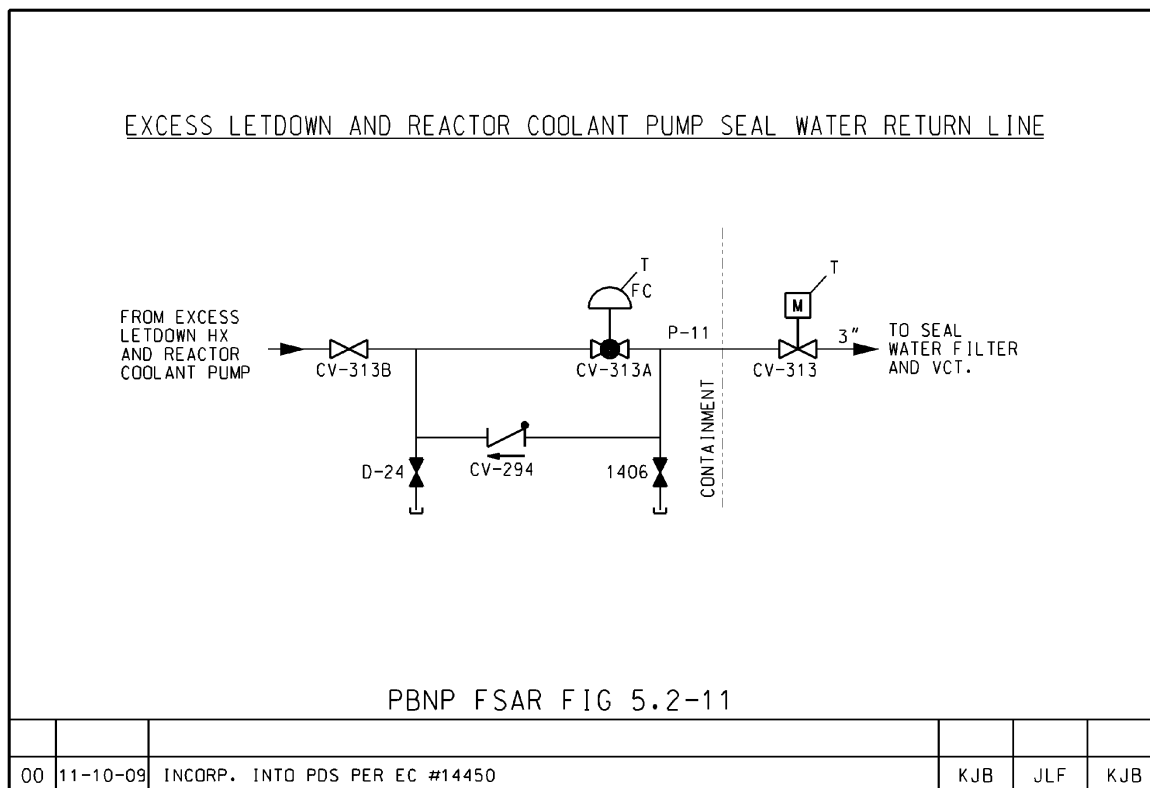 EXCESS LETDOWN AND REACTOR COOLANT PUMP SEAL WATER RETURN LINE
T
FC
T
M
FROM EXCESS
LETDOWN HX
AND REACTOR
COOLANT PUMP
P-11
3"
TO SEAL
WATER FILTER
AND VCT.
CV-313B
CV-313A
CV-313
CONTAINMENT
D-24
CV-294
1406
PBNP FSAR FIG 5.2-11
00 11-10-09 INCORP. INTO PDS PER EC #14450 KJB JLF KJB